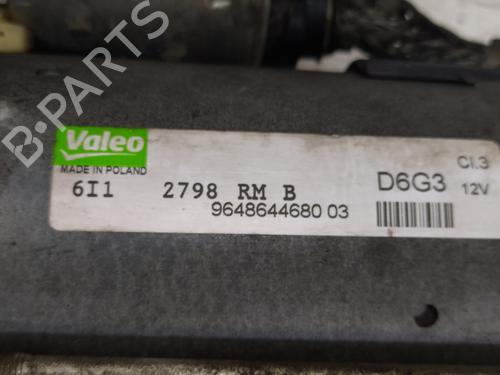 B-PARTS
Valeo
MADE IN POLAND
6I1 2798 RM B
9648644680 03
D6G3
Cl.3
12V